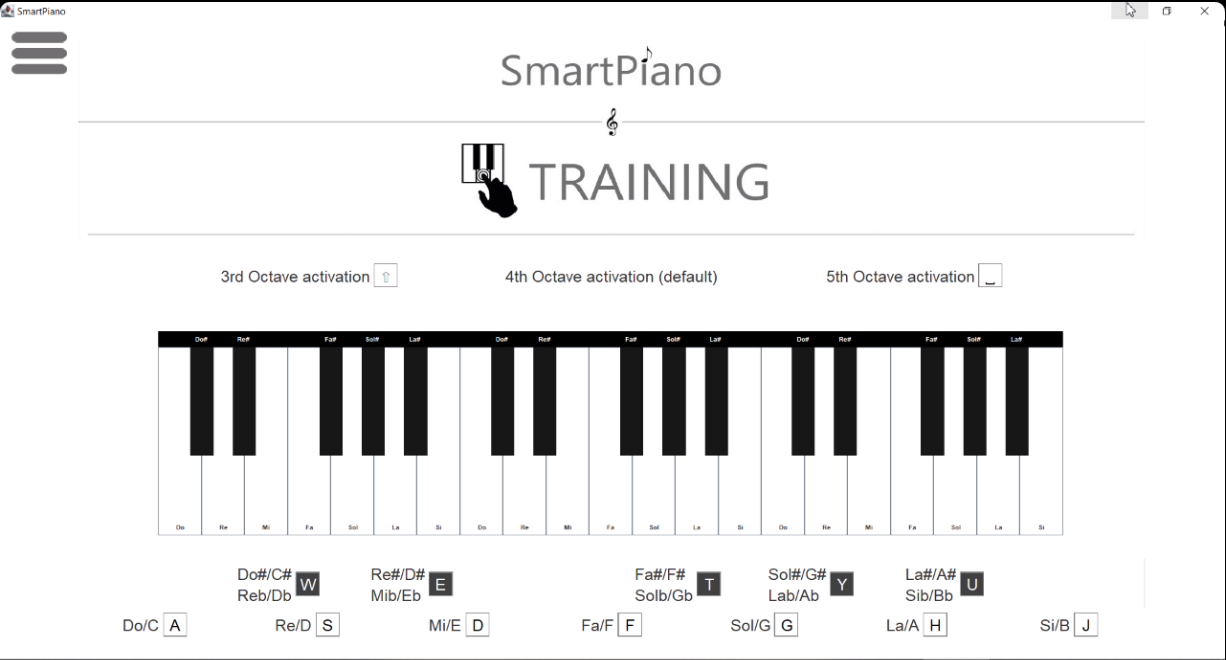 SmartPiano
SmartPiano
TRAINING
3rd Octave activation ⇧ 4th Octave activation (default) 5th Octave activation ⎵
Do# Re# Fa# Sol# La# Do# Re# Fa# Sol# La# Do# Re# Fa# Sol# La#
Do Re Mi Fa Sol La Si Do Re Mi Fa Sol La Si Do Re Mi Fa Sol La Si
Do#/C# Re#/D# Fa#/F# Sol#/G# La#/A#
W E T Y U
Reb/Db Mib/Eb Solb/Gb Lab/Ab Sib/Bb
Do/C A Re/D S Mi/E D Fa/F F Sol/G G La/A H Si/B J